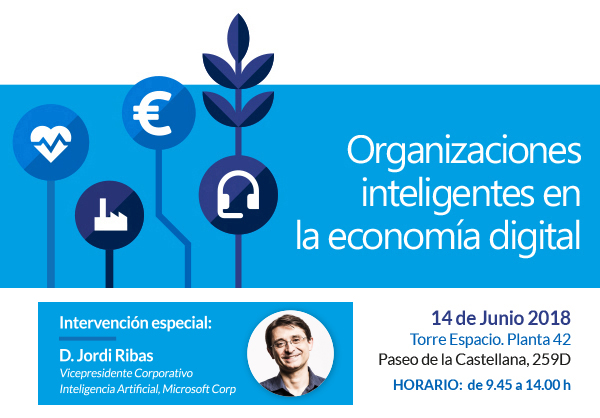 €
Organizaciones
inteligentes en
la economía digital
Intervención especial:
D. Jordi Ribas
Vicepresidente Corporativo
Inteligencia Artificial, Microsoft Corp
14 de Junio 2018
Torre Espacio. Planta 42
Paseo de la Castellana, 259D
HORARIO: de 9.45 a 14.00 h